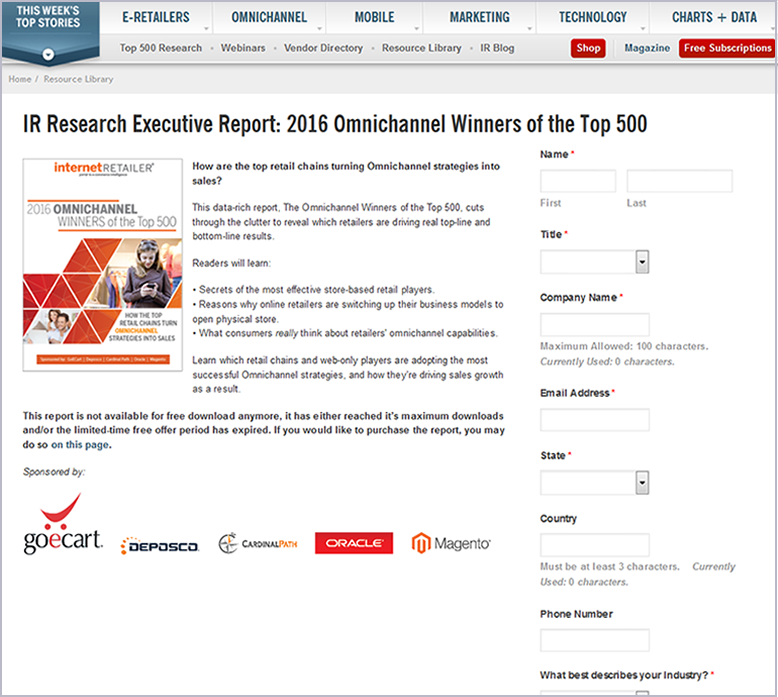 THIS WEEK'S
TOP STORIES
E-RETAILERS
OMNICHANNEL
MOBILE
MARKETING
TECHNOLOGY
CHARTS + DATA
Top 500 Research • Webinars • Vendor Directory • Resource Library • IR Blog
Shop
Magazine
Free Subscriptions
Home / Resource Library
IR Research Executive Report: 2016 Omnichannel Winners of the Top 500
internet RETAILER®
2016 OMNICHANNEL
WINNERS of the Top 500
HOW THE TOP
RETAIL CHAINS TURN
OMNICHANNEL
STRATEGIES INTO SALES
Sponsored by: GoECart | Deposco | CardinalPath | Oracle | Magento
How are the top retail chains turning Omnichannel strategies into
sales?
This data-rich report, The Omnichannel Winners of the Top 500, cuts
through the clutter to reveal which retailers are driving real top-line and
bottom-line results.
Readers will learn:
• Secrets of the most effective store-based retail players.
• Reasons why online retailers are switching up their business models to
open physical store.
• What consumers really think about retailers' omnichannel capabilities.
Learn which retail chains and web-only players are adopting the most
successful Omnichannel strategies, and how they're driving sales growth
as a result.
This report is not available for free download anymore, it has either reached it's maximum downloads
and/or the limited-time free offer period has expired. If you would like to purchase the report, you may
do so on this page.
Sponsored by:
goecart.
DEPOSCO
CARDINALPATH
ORACLE
Magento
Name *
First
Last
Title *
Company Name *
Maximum Allowed: 100 characters.
Currently Used: 0 characters.
Email Address *
State *
Country
Must be at least 3 characters. Currently
Used: 0 characters.
Phone Number
What best describes your Industry? *